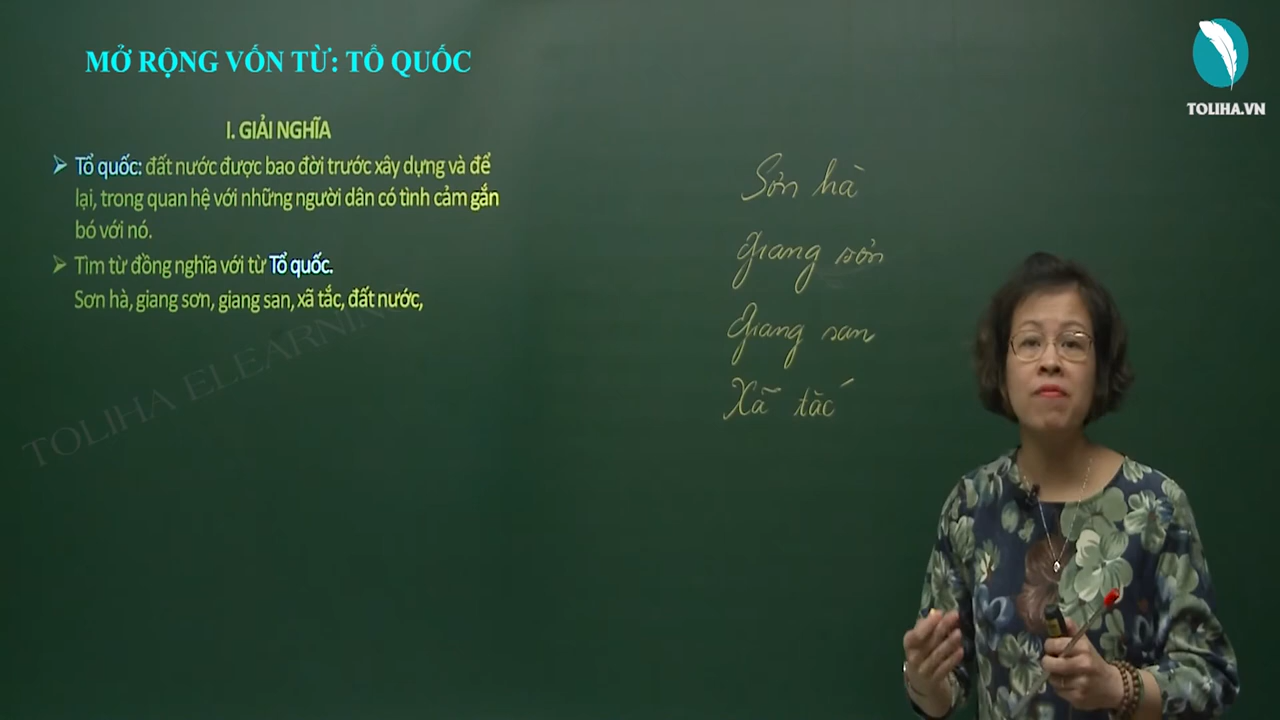 MỞ RỘNG VỐN TỪ: TỔ QUỐC
TOLIHA.VN
I. GIẢI NGHĨA
Tổ quốc: đất nước được bao đời trước xây dựng và để
lại, trong quan hệ với những người dân có tình cảm gắn
bó với nó.
Tìm từ đồng nghĩa với từ Tổ quốc.
Sơn hà, giang sơn, giang san, xã tắc, đất nước,
TOLIHA ELEARNING
Sơn hà
Giang sơn
Giang san
Xã tắc